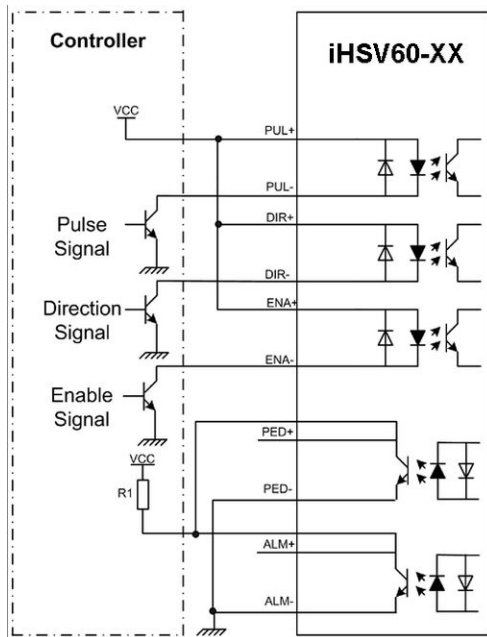 Controller
iHSV60-XX
VCC
PUL+
PUL-
Pulse
Signal
DIR+
DIR-
Direction
Signal
ENA+
ENA-
Enable
Signal
PED+
VCC
R1
PED-
ALM+
ALM-